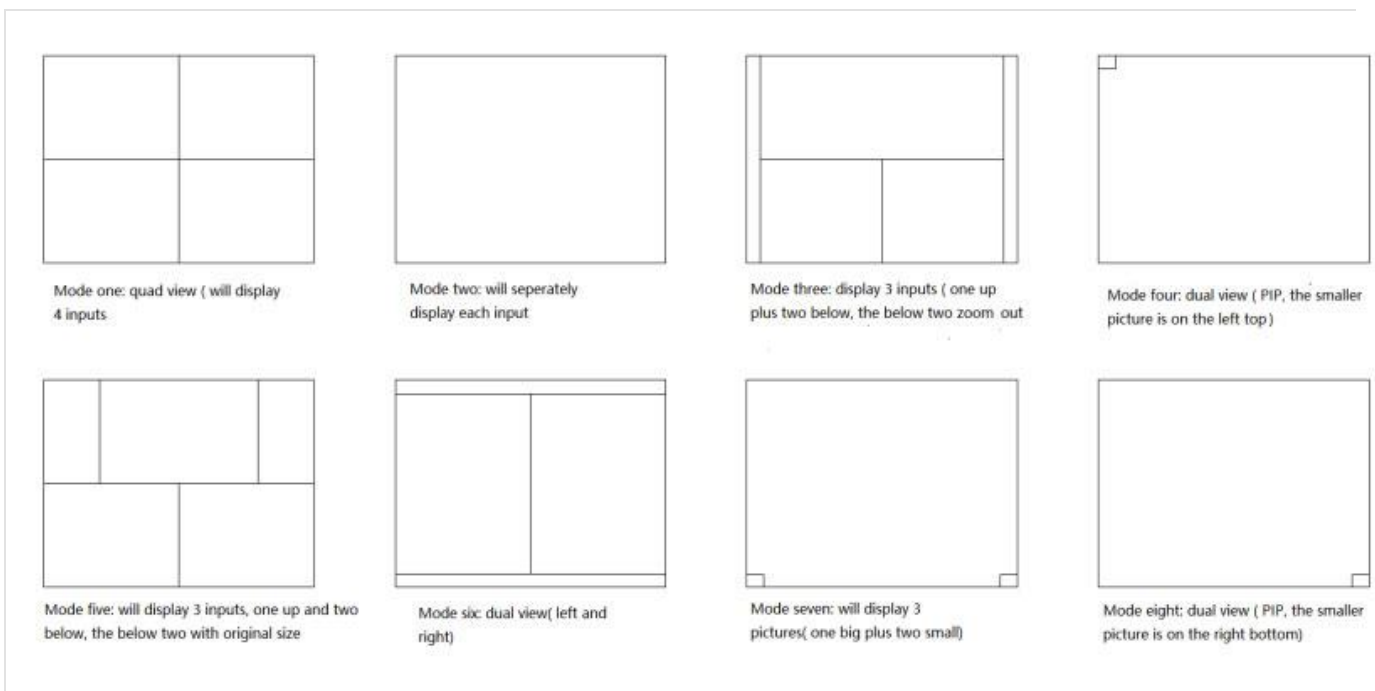 Mode one: quad view ( will display
4 inputs
Mode two: will seperately
display each input
Mode three: display 3 inputs ( one up
plus two below, the below two zoom out
Mode four: dual view ( PIP, the smaller
picture is on the left top)
Mode five: will display 3 inputs, one up and two
below, the below two with original size
Mode six: dual view( left and
right)
Mode seven: will display 3
pictures( one big plus two small)
Mode eight: dual view ( PIP, the smaller
picture is on the right bottom)